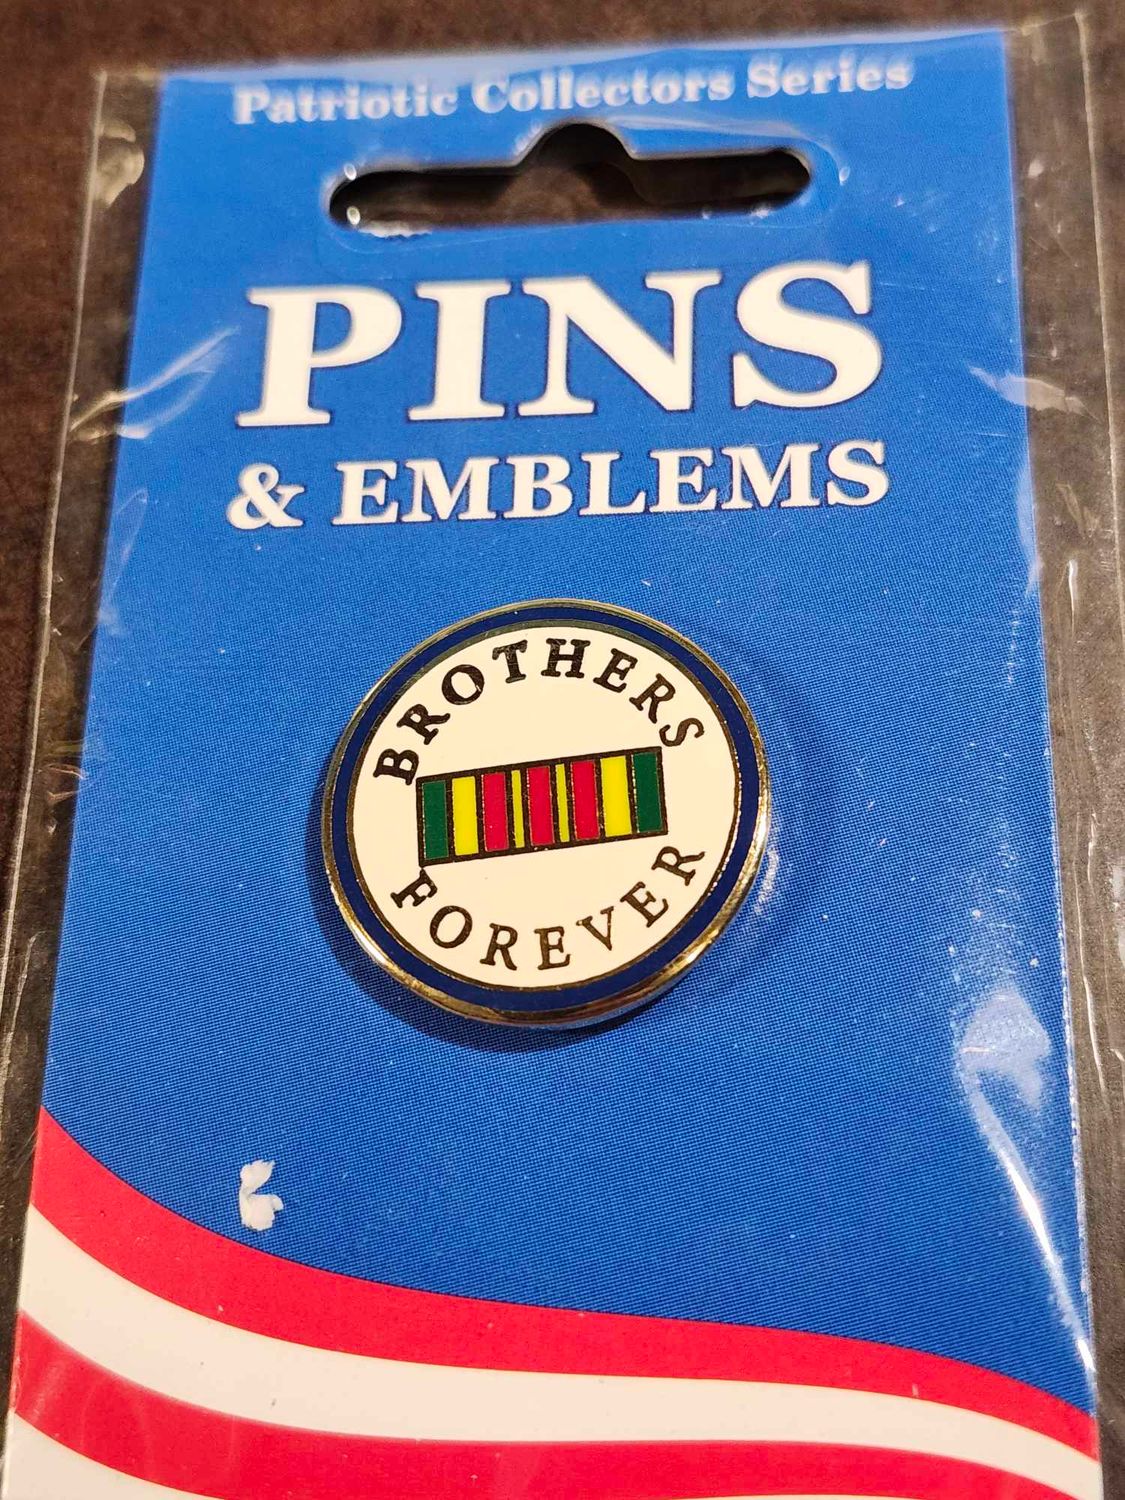 Patriotic Collectors Series
PINS
& EMBLEMS
BROTHERS
FOREVER